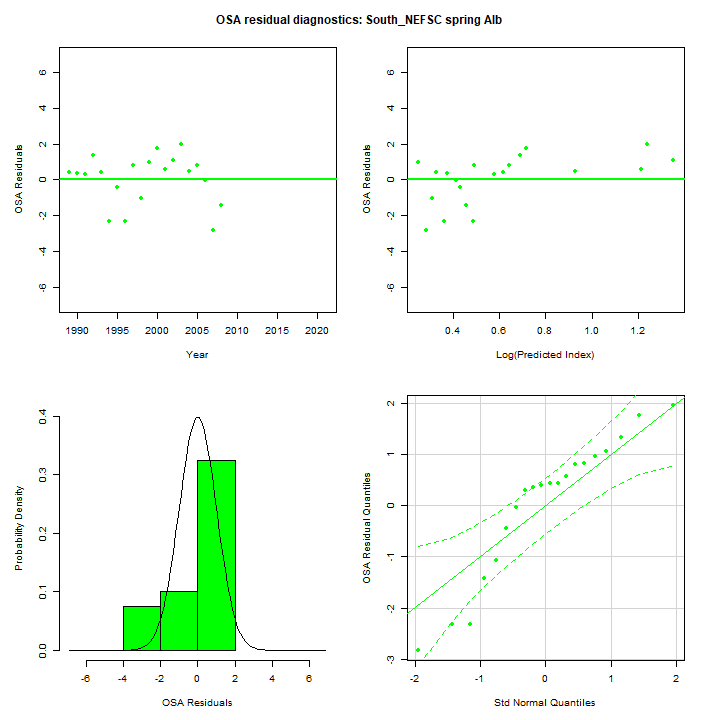 OSA residual diagnostics: South_NEFSC spring Alb
OSA Residuals
6
4
2
0
-2
-4
-6
1990 1995 2000 2005 2010 2015 2020
Year
OSA Residuals
6
4
2
0
-2
-4
-6
0.4 0.6 0.8 1.0 1.2
Log(Predicted Index)
Probability Density
0.4
0.3
0.2
0.1
0.0
-6 -4 -2 0 2 4 6
OSA Residuals
OSA Residual Quantiles
2
1
0
-1
-2
-3
-2 -1 0 1 2
Std Normal Quantiles